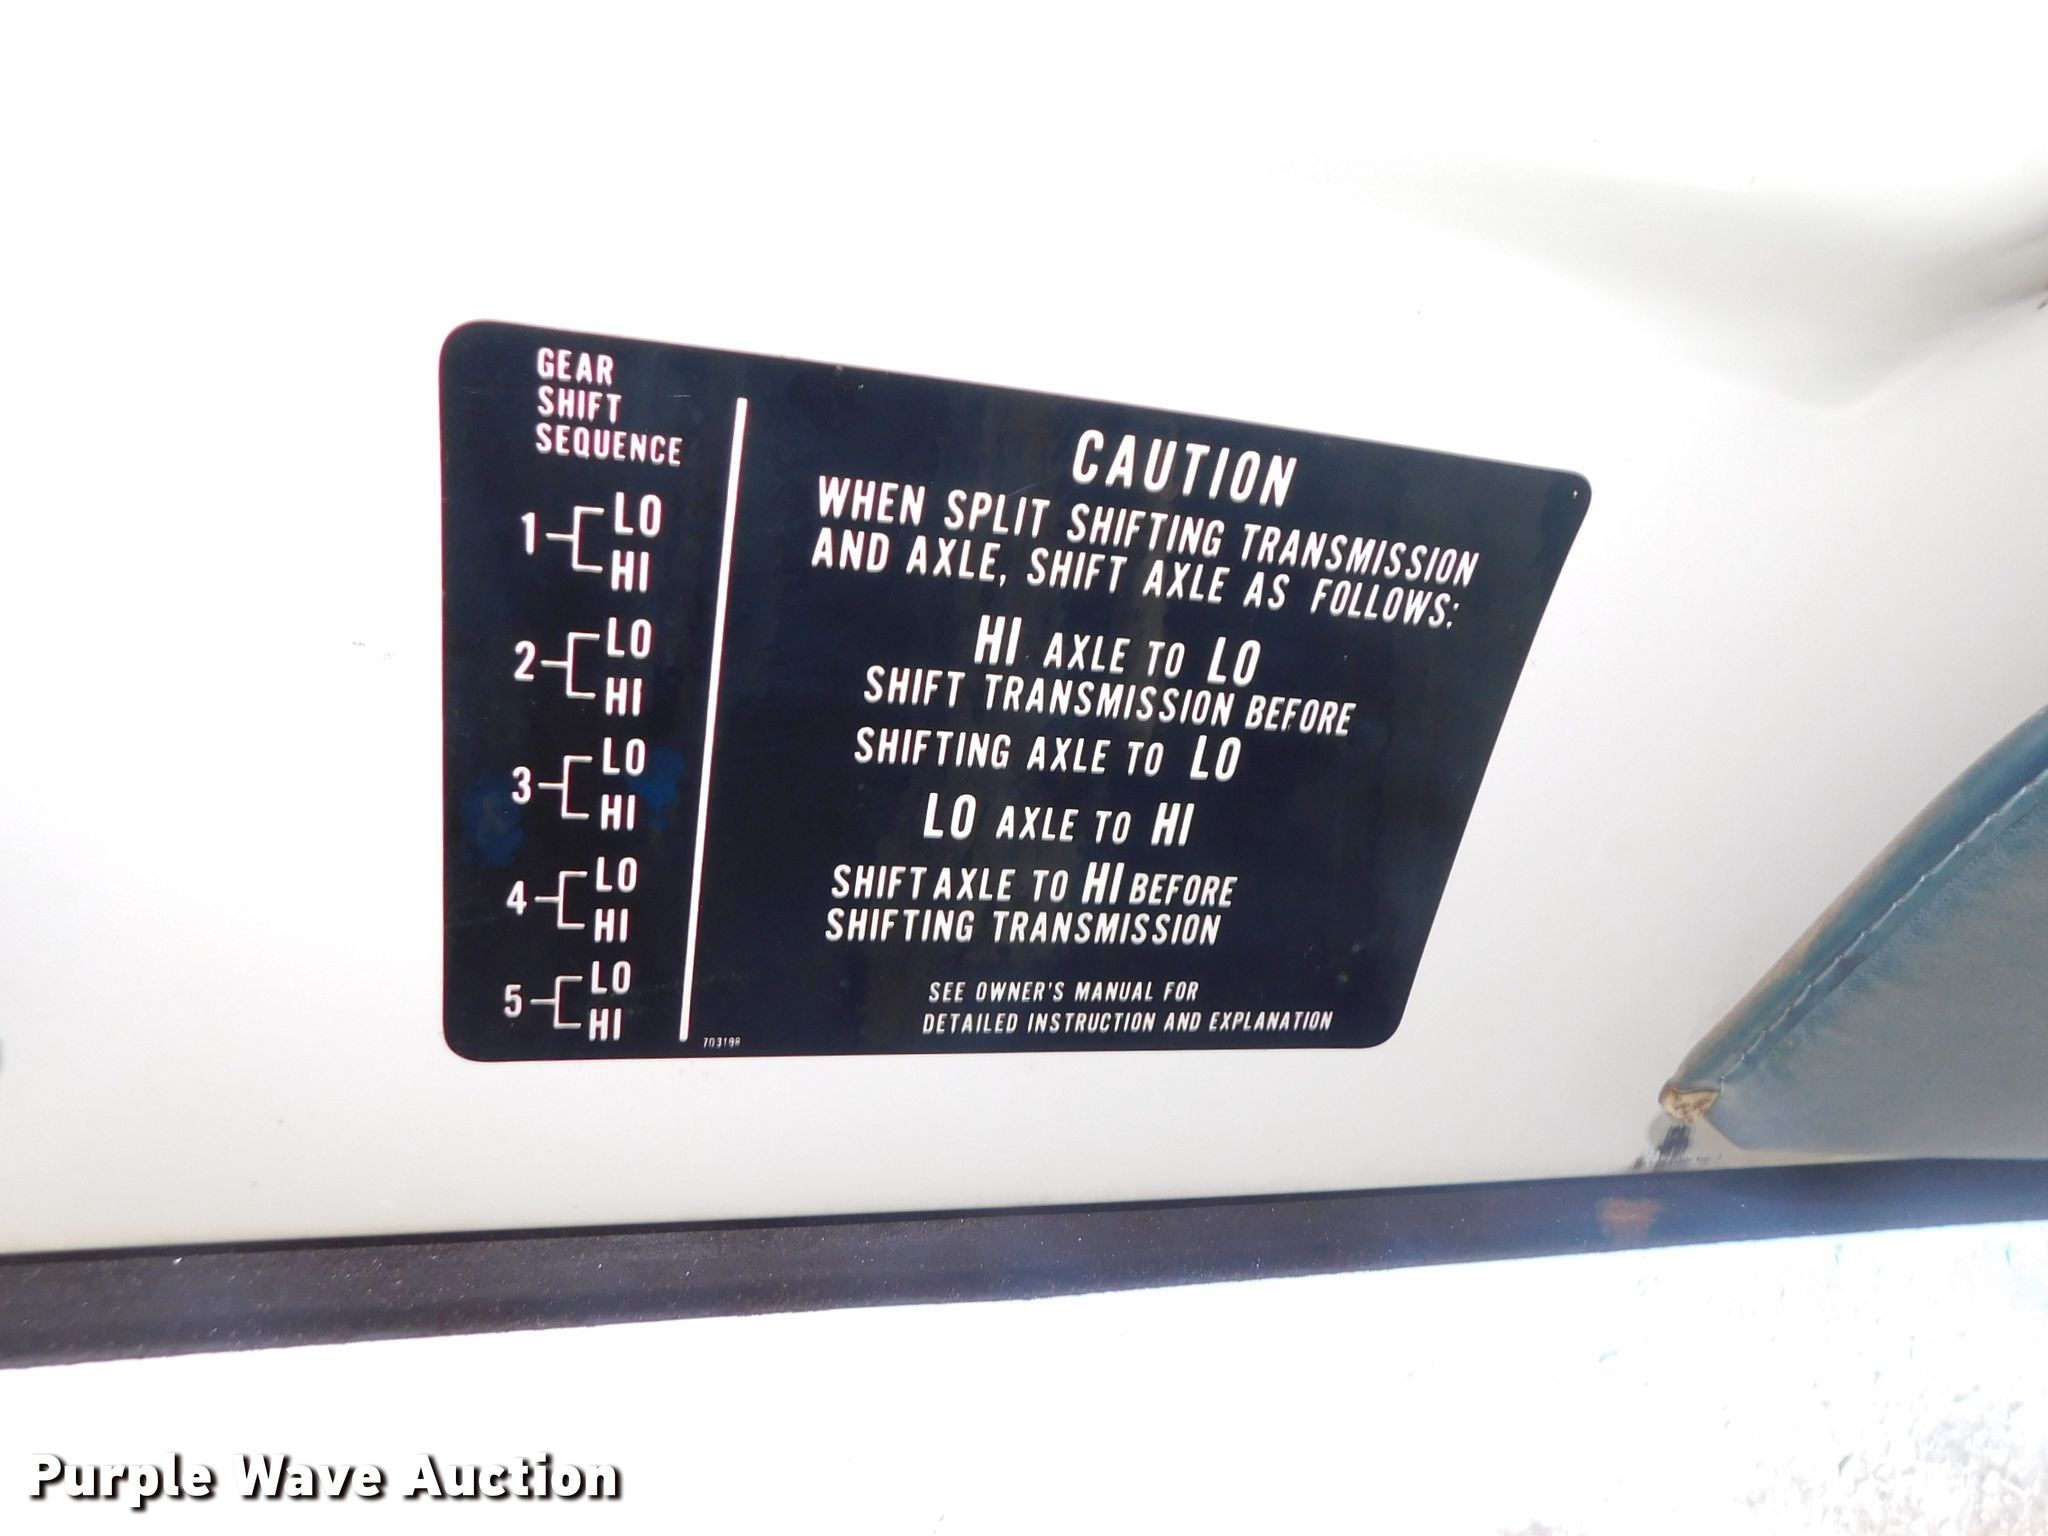 GEAR
SHIFT
SEQUENCE
1 LO
HI
2 LO
HI
3 LO
HI
4 LO
HI
5 LO
HI
CAUTION
WHEN SPLIT SHIFTING TRANSMISSION
AND AXLE, SHIFT AXLE AS FOLLOWS:
HI AXLE TO LO
SHIFT TRANSMISSION BEFORE
SHIFTING AXLE TO LO
LO AXLE TO HI
SHIFT AXLE TO HI BEFORE
SHIFTING TRANSMISSION
SEE OWNER'S MANUAL FOR
DETAILED INSTRUCTION AND EXPLANATION
Purple Wave Auction